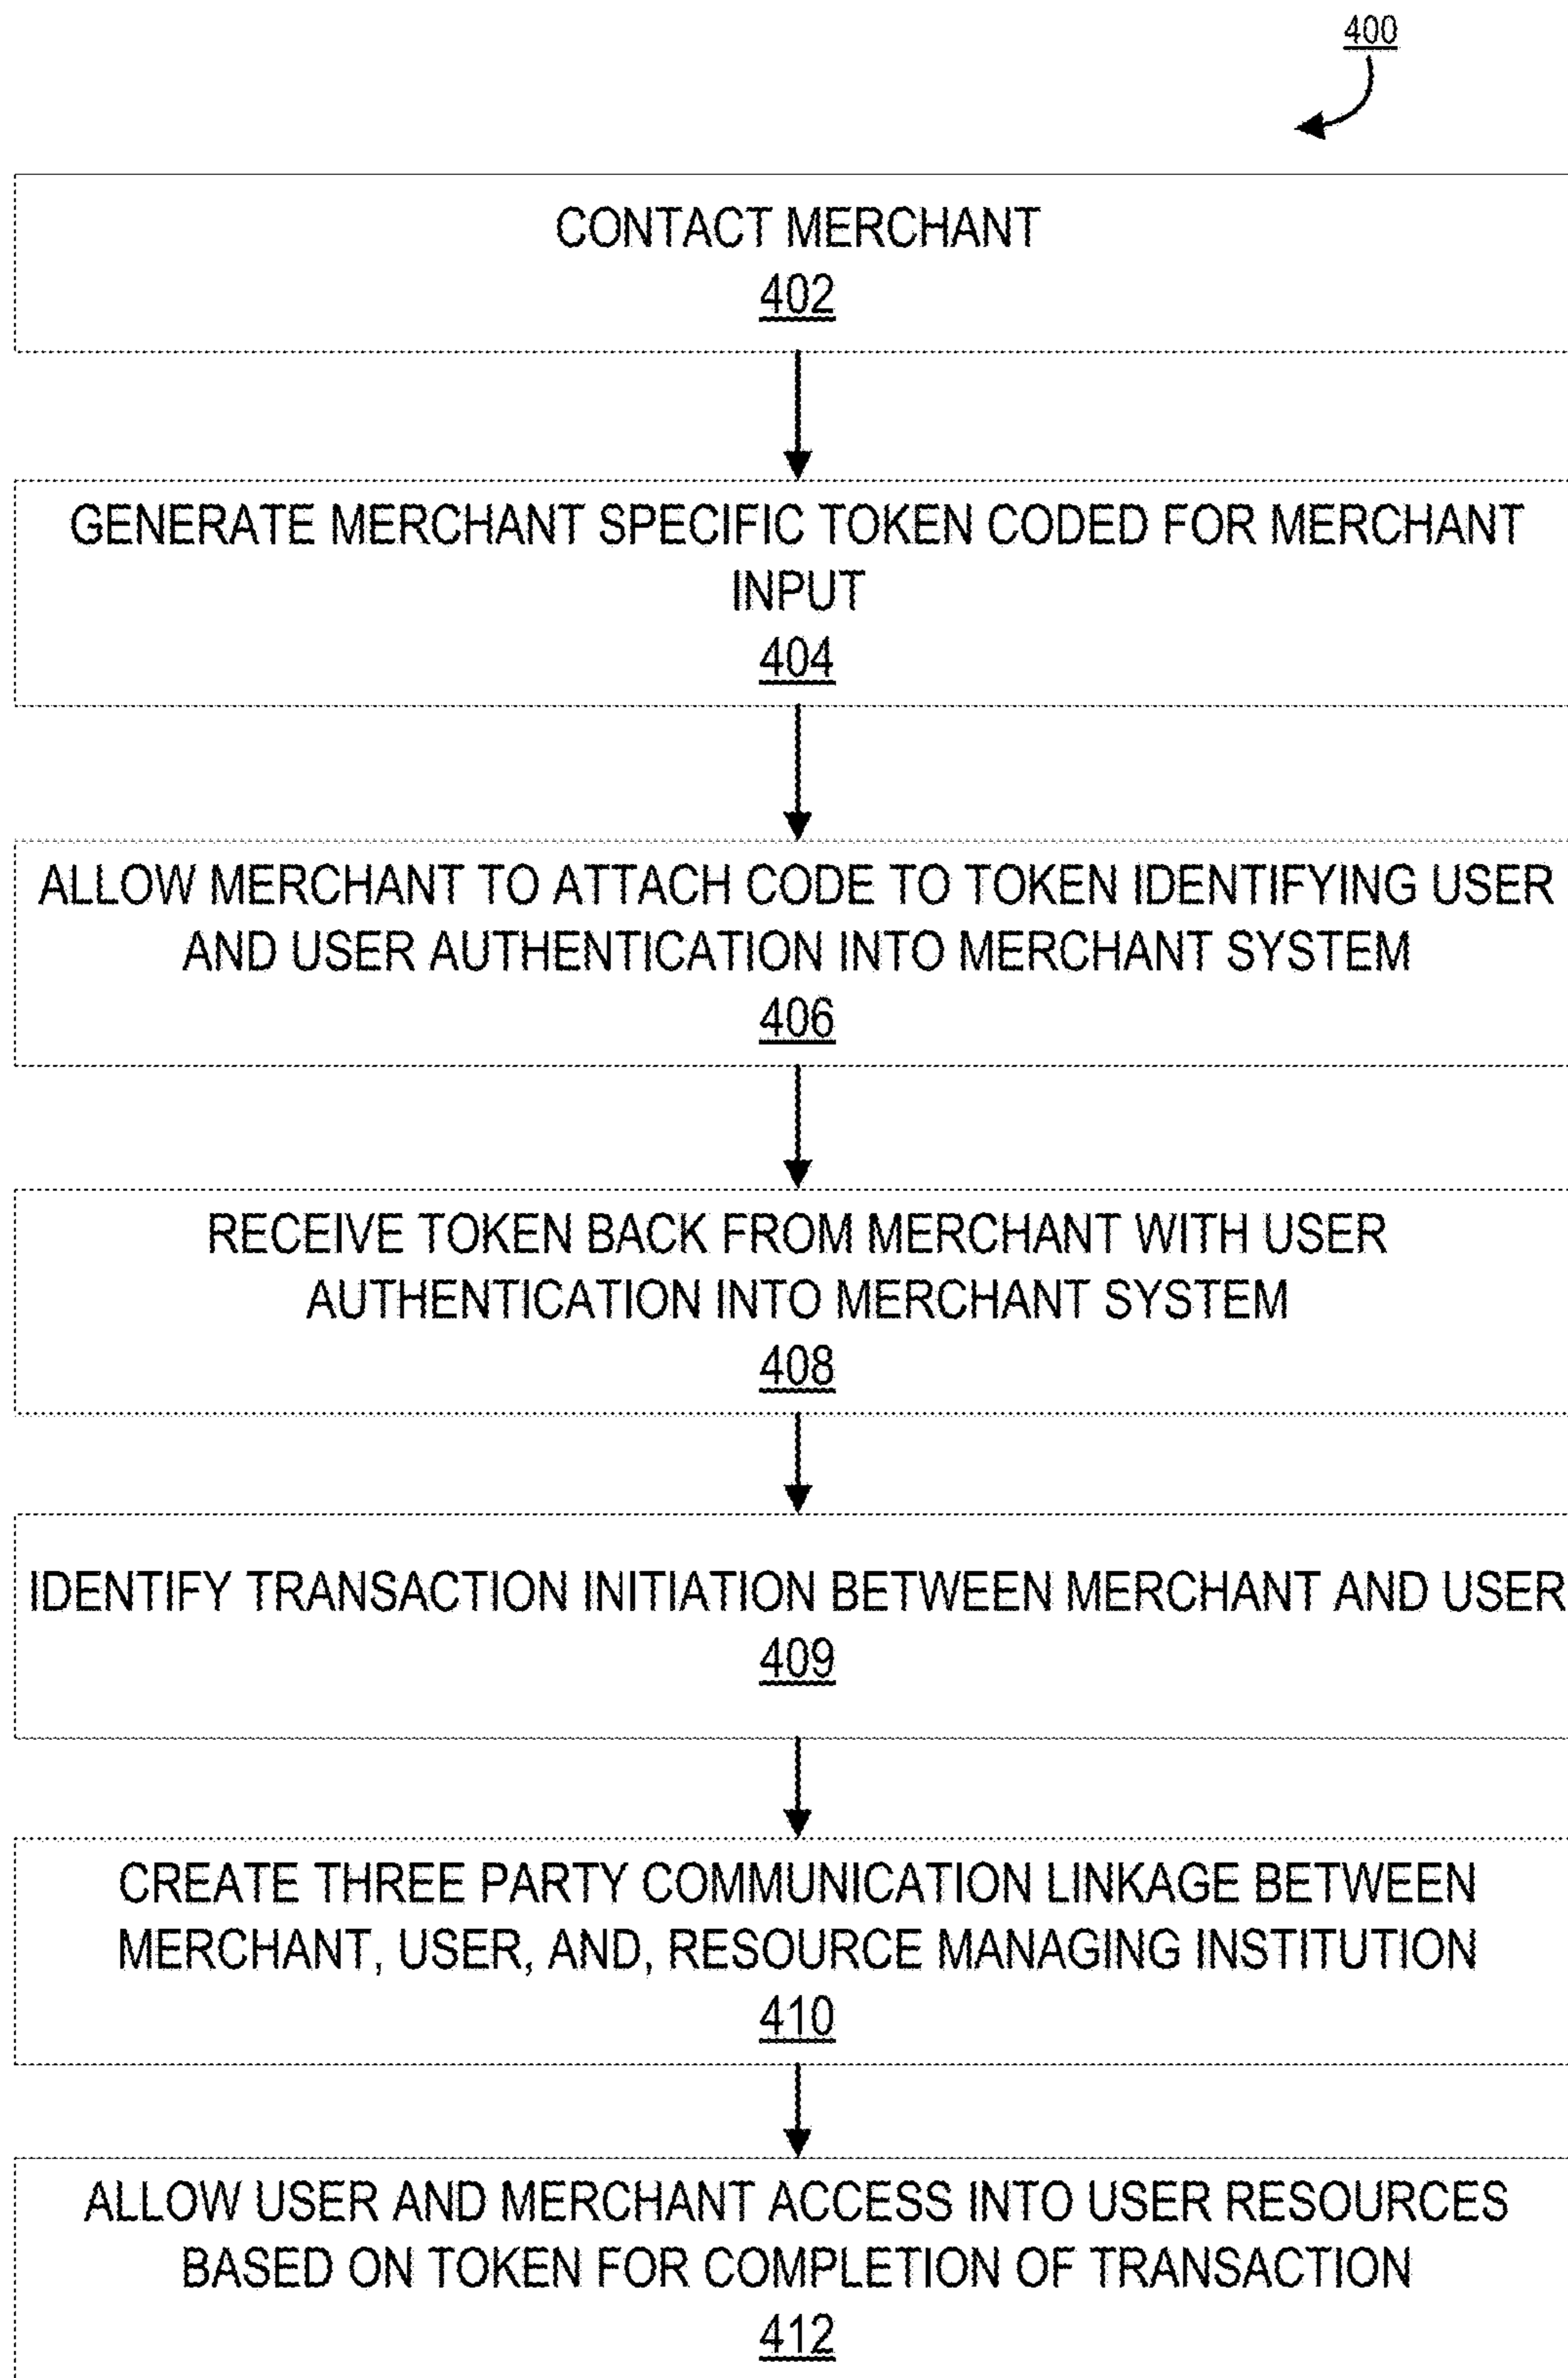 400
CONTACT MERCHANT
402
GENERATE MERCHANT SPECIFIC TOKEN CODED FOR MERCHANT
INPUT
404
ALLOW MERCHANT TO ATTACH CODE TO TOKEN IDENTIFYING USER
AND USER AUTHENTICATION INTO MERCHANT SYSTEM
406
RECEIVE TOKEN BACK FROM MERCHANT WITH USER
AUTHENTICATION INTO MERCHANT SYSTEM
408
IDENTIFY TRANSACTION INITIATION BETWEEN MERCHANT AND USER
409
CREATE THREE PARTY COMMUNICATION LINKAGE BETWEEN
MERCHANT, USER, AND, RESOURCE MANAGING INSTITUTION
410
ALLOW USER AND MERCHANT ACCESS INTO USER RESOURCES
BASED ON TOKEN FOR COMPLETION OF TRANSACTION
412